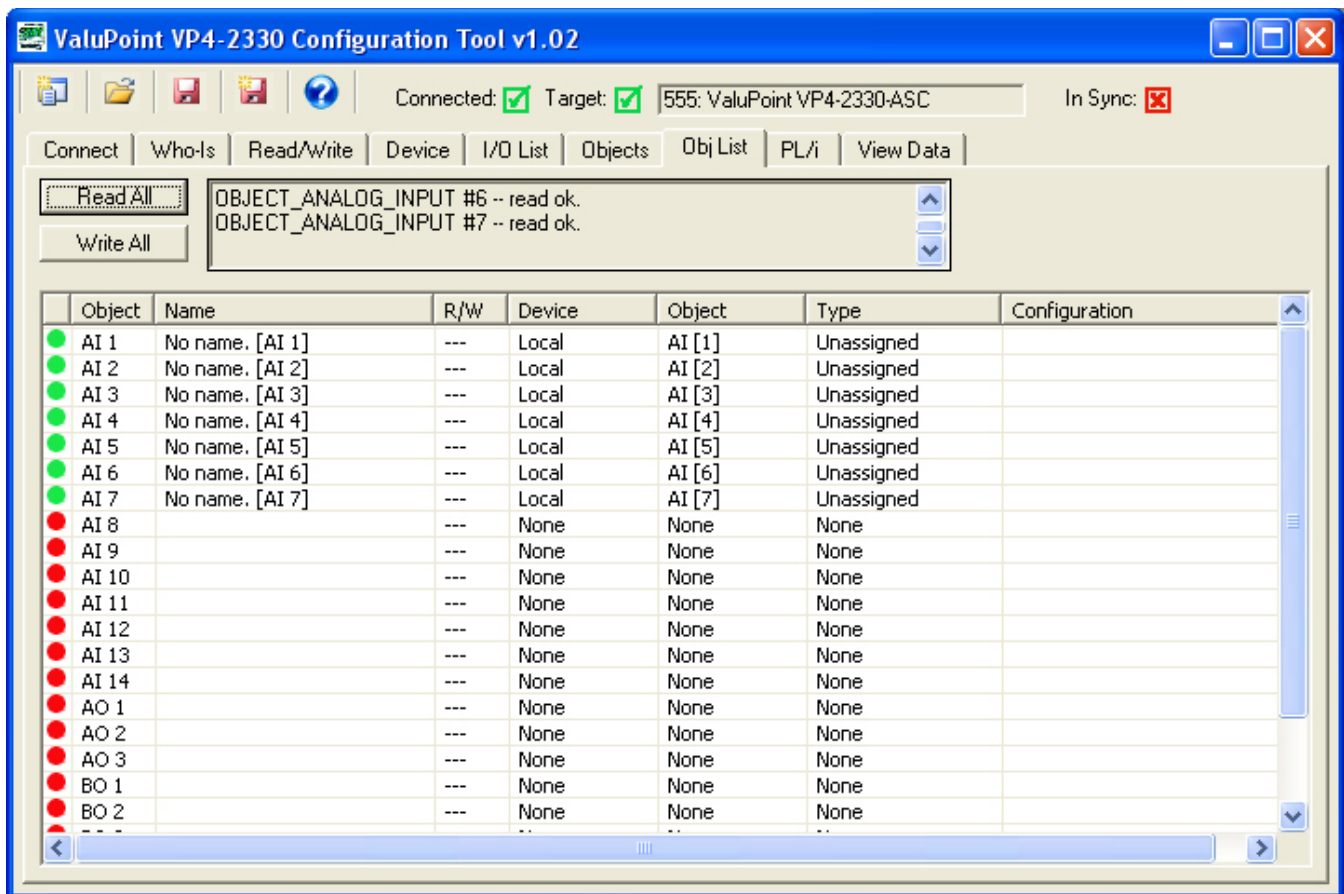 ValuPoint VP4-2330 Configuration Tool v1.02
Connected: Target: 555: ValuPoint VP4-2330-ASC In Sync:
Connect Who-Is Read/Write Device I/O List Objects Obj List PL/i View Data
Read All
OBJECT_ANALOG_INPUT #6 -- read ok.
OBJECT_ANALOG_INPUT #7 -- read ok.
Write All
Object Name R/W Device Object Type Configuration
AI 1 No name. [AI 1] --- Local AI [1] Unassigned
AI 2 No name. [AI 2] --- Local AI [2] Unassigned
AI 3 No name. [AI 3] --- Local AI [3] Unassigned
AI 4 No name. [AI 4] --- Local AI [4] Unassigned
AI 5 No name. [AI 5] --- Local AI [5] Unassigned
AI 6 No name. [AI 6] --- Local AI [6] Unassigned
AI 7 No name. [AI 7] --- Local AI [7] Unassigned
AI 8 --- None None None
AI 9 --- None None None
AI 10 --- None None None
AI 11 --- None None None
AI 12 --- None None None
AI 13 --- None None None
AI 14 --- None None None
AO 1 --- None None None
AO 2 --- None None None
AO 3 --- None None None
BO 1 --- None None None
BO 2 --- None None None